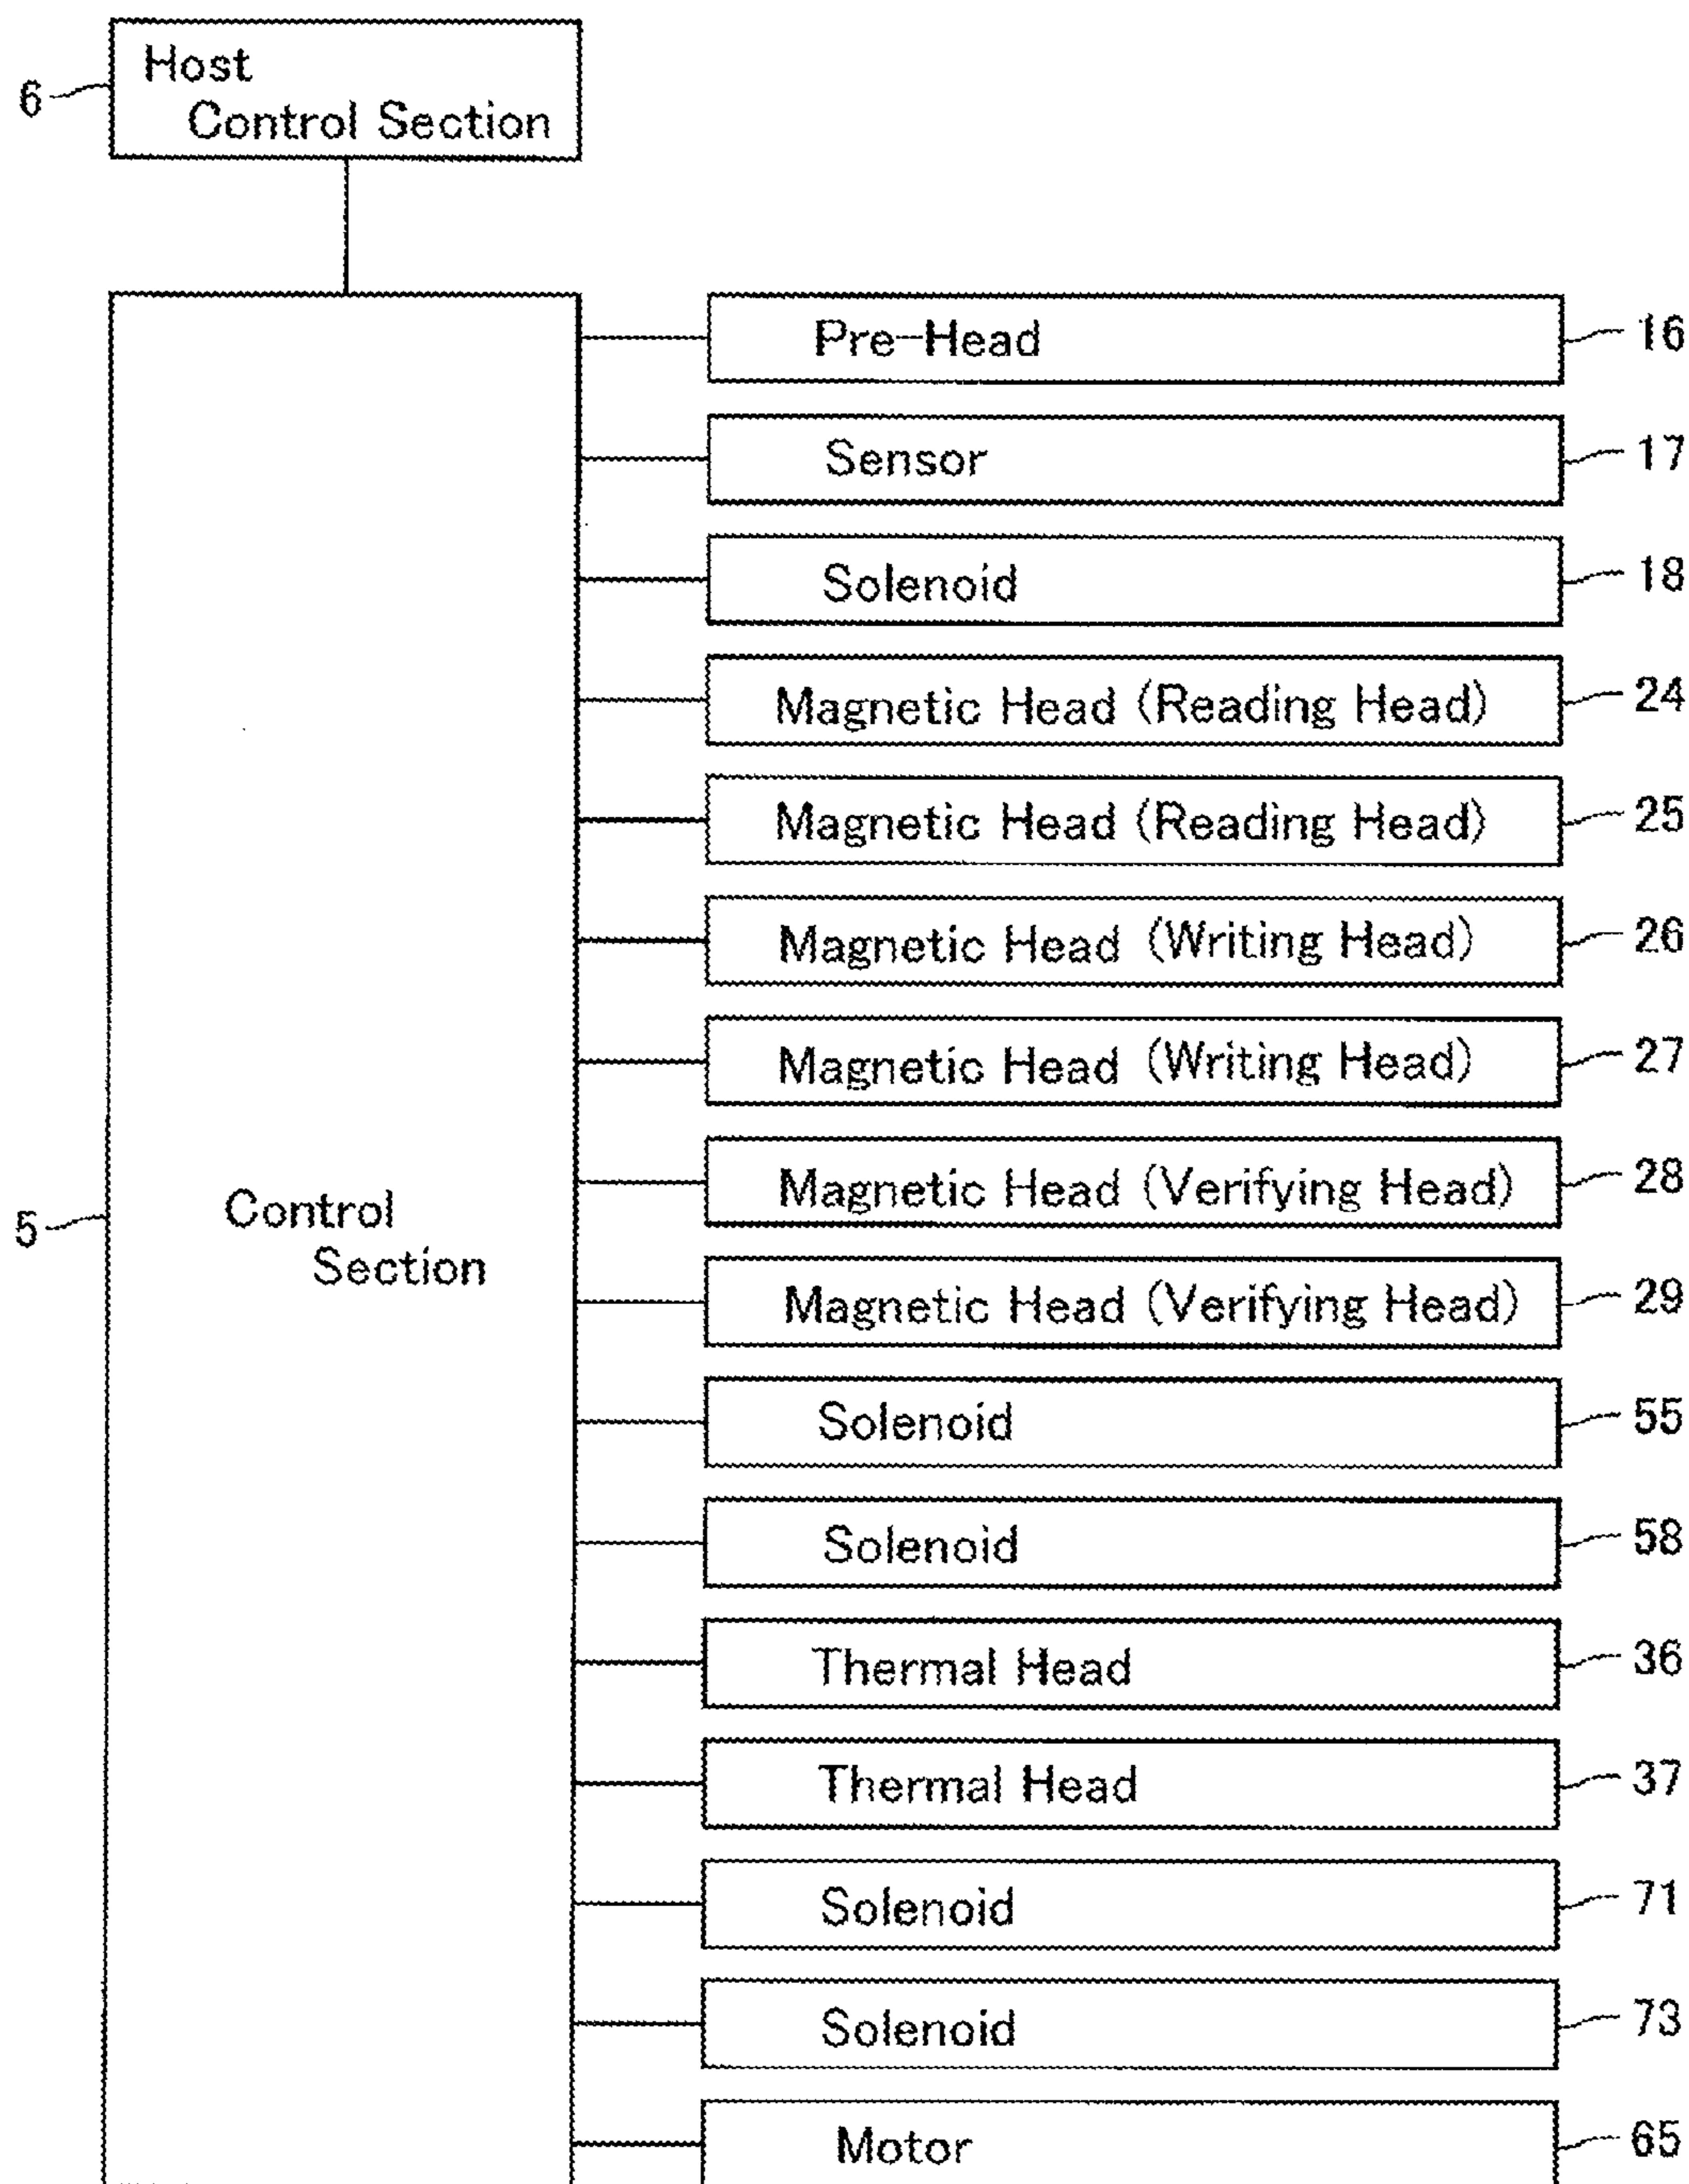 Host
Control Section
6
Pre-Head
16
Sensor
17
Solenoid
18
Magnetic Head (Reading Head)
24
Magnetic Head (Reading Head)
25
Magnetic Head (Writing Head)
26
Magnetic Head (Writing Head)
27
Magnetic Head (Verifying Head)
28
Control
Section
5
Magnetic Head (Verifying Head)
29
Solenoid
55
Solenoid
58
Thermal Head
36
Thermal Head
37
Solenoid
71
Solenoid
73
Motor
65